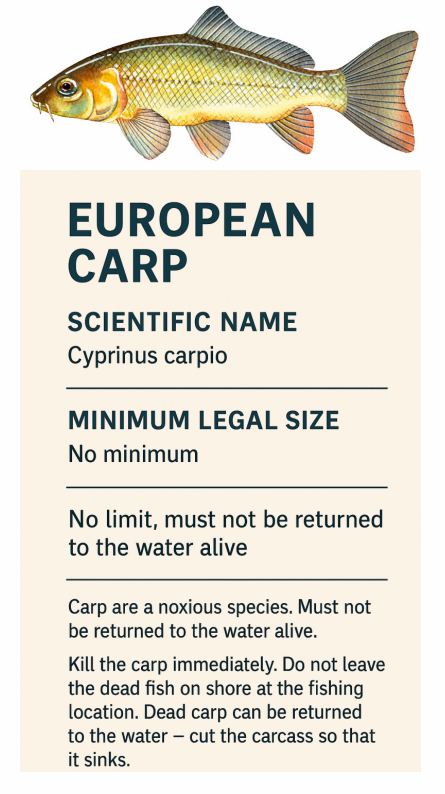 EUROPEAN
CARP
SCIENTIFIC NAME
Cyprinus carpio
MINIMUM LEGAL SIZE
No minimum
No limit, must not be returned
to the water alive
Carp are a noxious species. Must not
be returned to the water alive.
Kill the carp immediately. Do not leave
the dead fish on shore at the fishing
location. Dead carp can be returned
to the water – cut the carcass so that
it sinks.